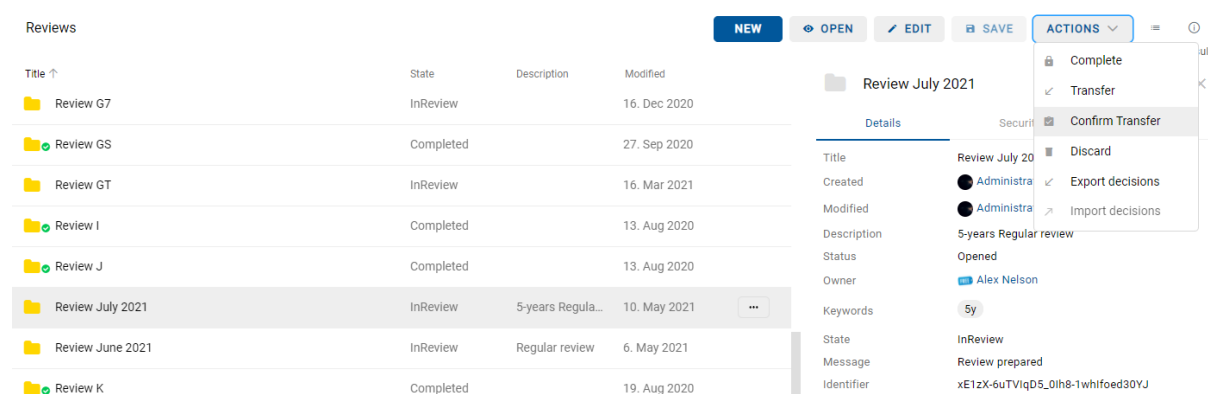 Reviews
NEW
OPEN
EDIT
SAVE
ACTIONS
Title
State
Description
Modified
Review G7
InReview
16. Dec 2020
Review GS
Completed
27. Sep 2020
Review GT
InReview
16. Mar 2021
Review I
Completed
13. Aug 2020
Review J
Completed
13. Aug 2020
Review July 2021
InReview
5-years Regula...
10. May 2021
...
Review June 2021
InReview
Regular review
6. May 2021
Review K
Completed
19. Aug 2020
Review July 2021
Details
Securit
Title
Review July 20
Created
Administra
Modified
Administra
Description
5-years Regular review
Status
Opened
Owner
Alex Nelson
Keywords
5y
State
InReview
Message
Review prepared
Identifier
xE1zX-6uTVIqD5_0Ih8-1whIfoed30YJ
Complete
Transfer
Confirm Transfer
Discard
Export decisions
Import decisions